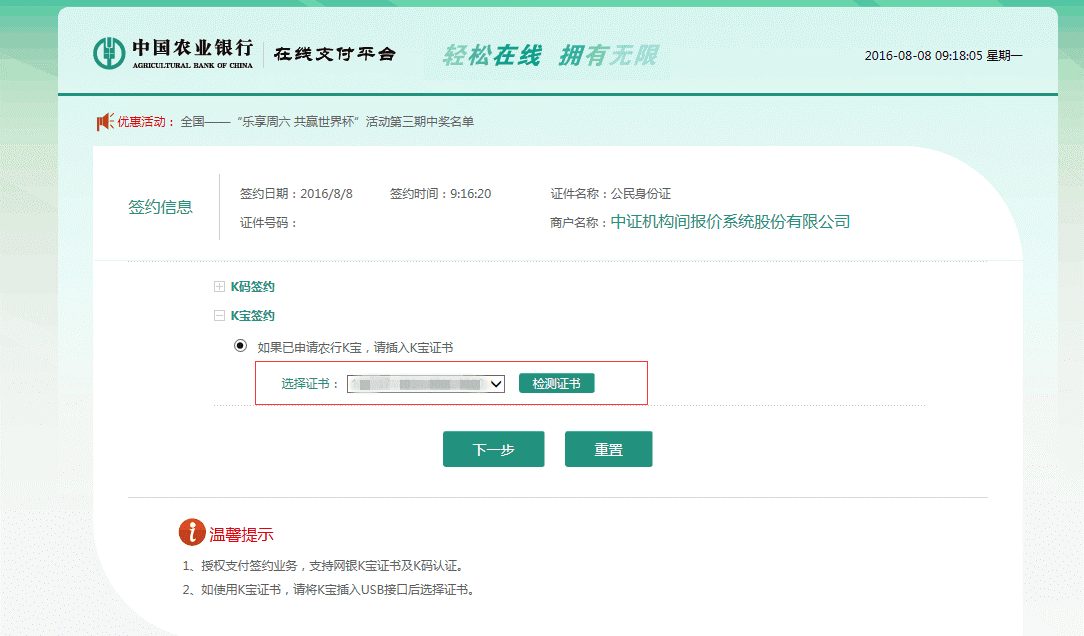 中国农业银行
AGRICULTURAL BANK OF CHINA
在线支付平台
轻松在线 拥有无限
2016-08-08 09:18:05 星期一
优惠活动： 全国——“乐享周六 共赢世界杯”活动第三期中奖名单
签约信息
签约日期：2016/8/8 签约时间：9:16:20 证件名称：公民身份证
证件号码： 商户名称：中证机构间报价系统股份有限公司
K码签约
K宝签约
如果已申请农行K宝，请插入K宝证书
选择证书： 检测证书
下一步 重置
温馨提示
1、授权支付签约业务，支持网银K宝证书及K码认证。
2、如使用K宝证书，请将K宝插入USB接口后选择证书。